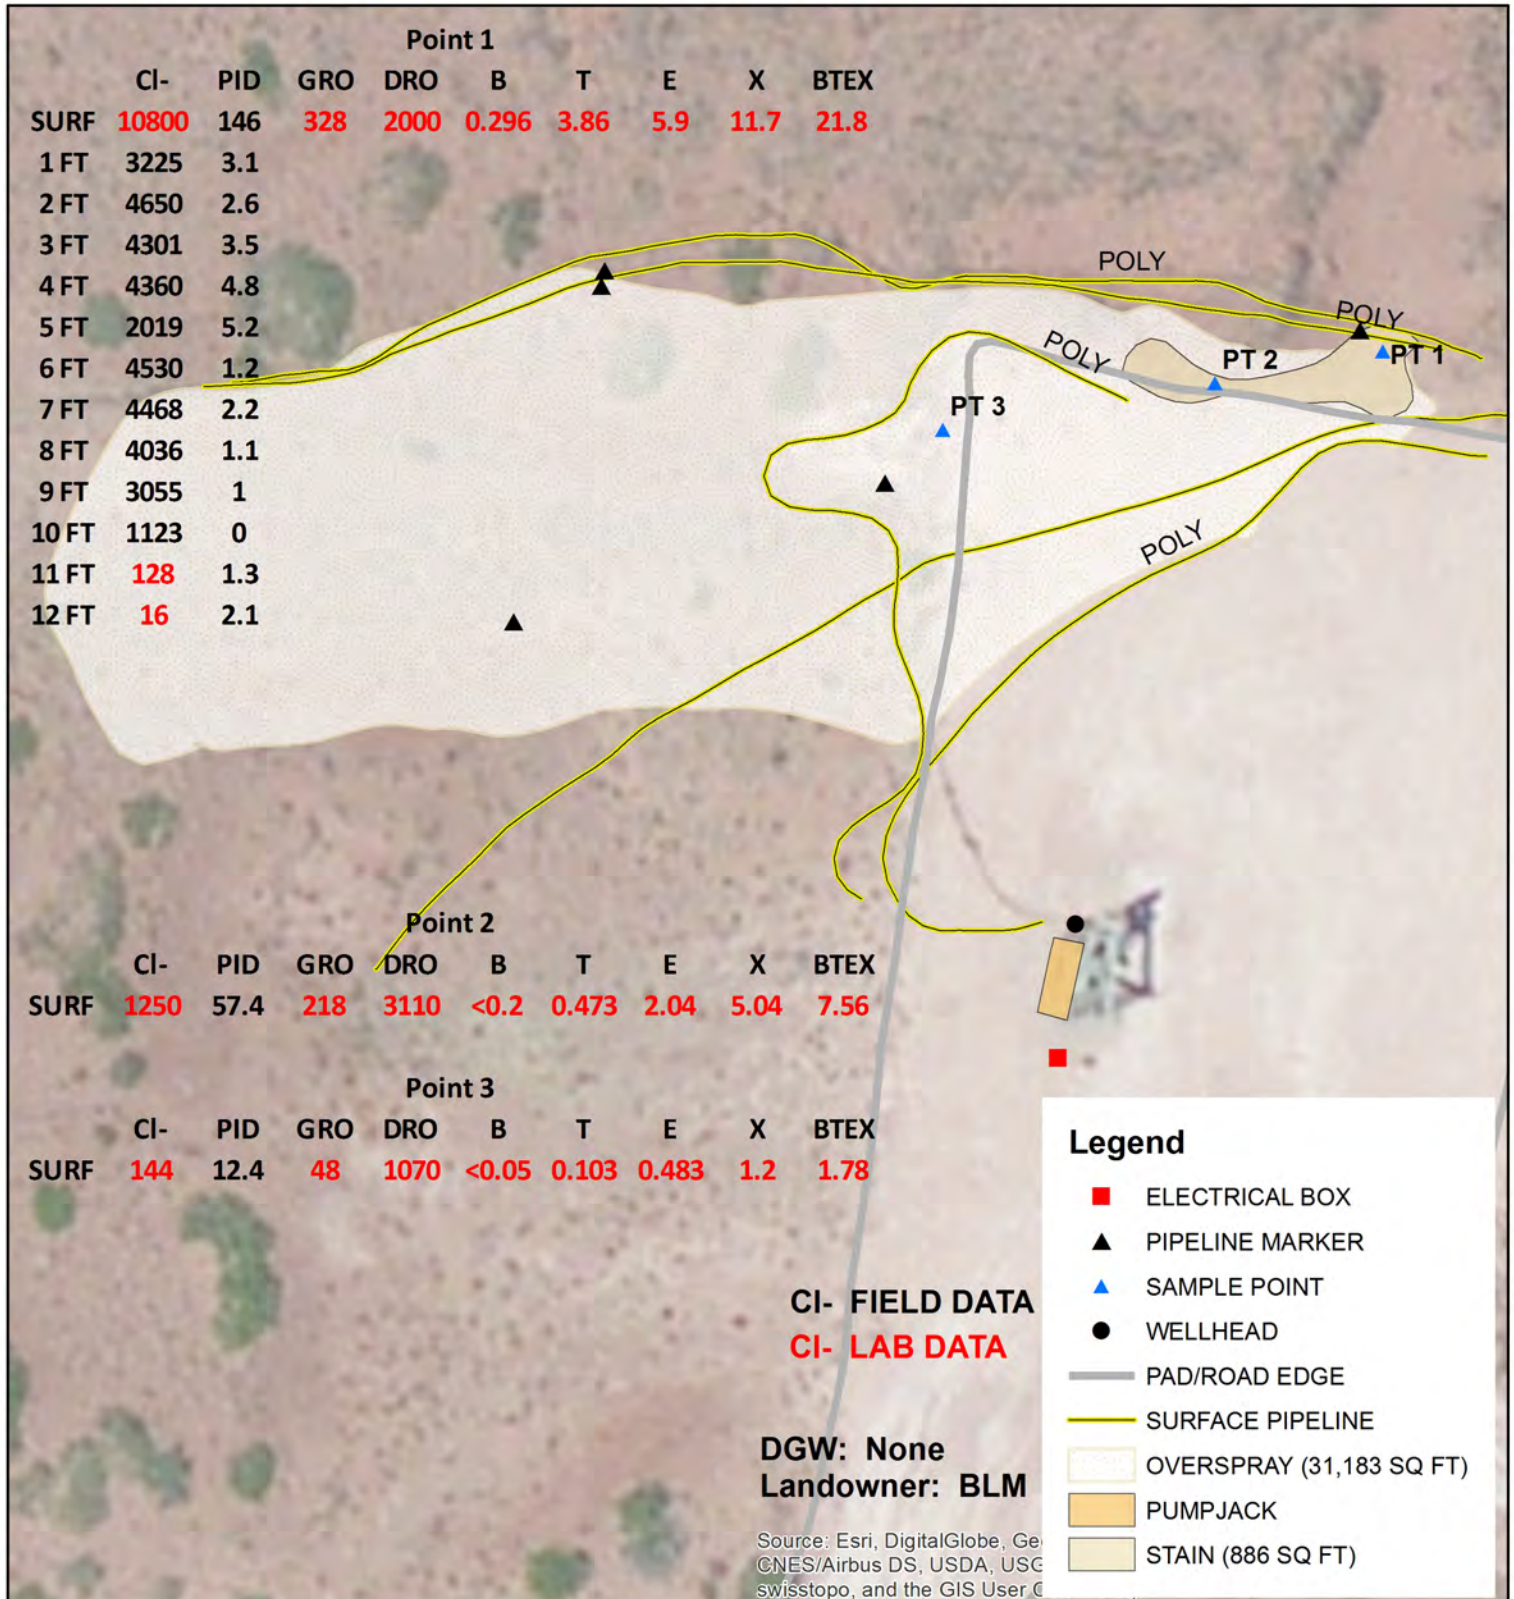 Point 1
Cl- PID GRO DRO B T E X BTEX
SURF 10800 146 328 2000 0.296 3.86 5.9 11.7 21.8
1 FT 3225 3.1
2 FT 4650 2.6
3 FT 4301 3.5
4 FT 4360 4.8
5 FT 2019 5.2
6 FT 4530 1.2
7 FT 4468 2.2
8 FT 4036 1.1
9 FT 3055 1
10 FT 1123 0
11 FT 128 1.3
12 FT 16 2.1
POLY
POLY
POLY
PT 1
PT 2
PT 3
POLY
Point 2
Cl- PID GRO DRO B T E X BTEX
SURF 1250 57.4 218 3110 <0.2 0.473 2.04 5.04 7.56
Point 3
Cl- PID GRO DRO B T E X BTEX
SURF 144 12.4 48 1070 <0.05 0.103 0.483 1.2 1.78
Cl- FIELD DATA
Cl- LAB DATA
DGW: None
Landowner: BLM
Source: Esri, DigitalGlobe,
CNES/Airbus DS, USDA,
swisstopo, and the GIS User
Legend
ELECTRICAL BOX
PIPELINE MARKER
SAMPLE POINT
WELLHEAD
PAD/ROAD EDGE
SURFACE PIPELINE
OVERSPRAY (31,183 SQ FT)
PUMPJACK
STAIN (886 SQ FT)